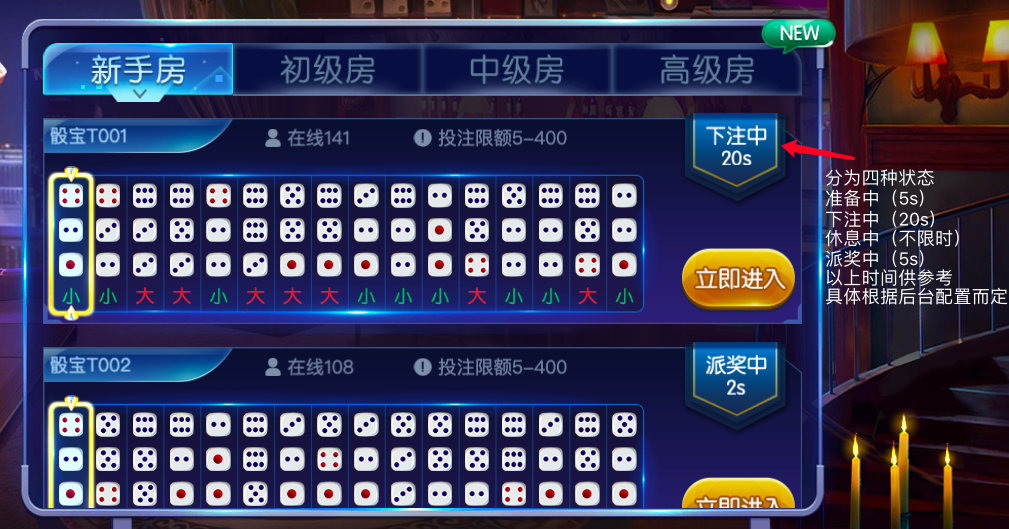 NEW
新手房 初级房 中级房 高级房
骰宝T001 在线141 投注限额5-400 下注中
20s
小 小 大 大 小 大 大 大 小 小 小 大 小 小 大 小
立即进入
分为四种状态
准备中（5s）
下注中（20s）
休息中（不限时）
派奖中（5s）
以上时间供参考
具体根据后台配置而定
骰宝T002 在线108 投注限额5-400 派奖中
2s
立即进入